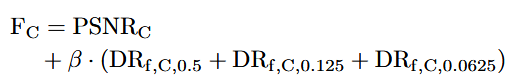 F_C = PSNR_C
+ β · (DR_{f,C,0.5} + DR_{f,C,0.125} + DR_{f,C,0.0625})